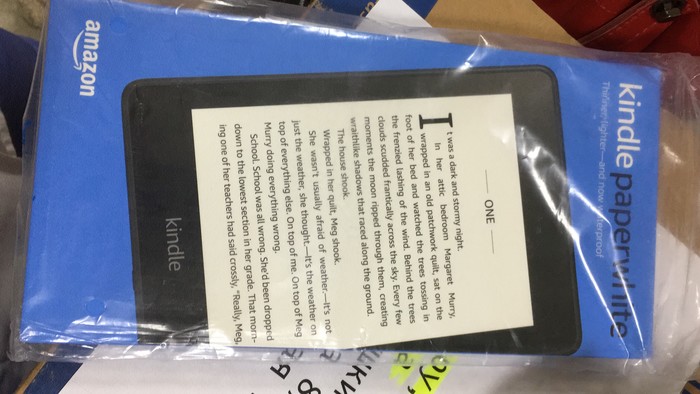 kindle paperwhite
Thinner, lighter—and now waterproof
ONE
It was a dark and stormy night.
In her attic bedroom Margaret Murry,
wrapped in an old patchwork quilt, sat on the
foot of her bed and watched the trees tossing in
the frenzied lashing of the wind. Behind the trees
clouds scudded frantically across the sky. Every few
moments the moon ripped through them, creating
wraithlike shadows that raced along the ground.
The house shook.
Wrapped in her quilt, Meg shook.
She wasn't usually afraid of weather.—It's not
just the weather, she thought.—It's the weather on
top of everything else. On top of me. On top of Meg
Murry doing everything wrong.
School. School was all wrong. She'd been dropped
down to the lowest section in her grade. That morn-
ing one of her teachers had said crossly, "Really, Meg,
kindle
amazon